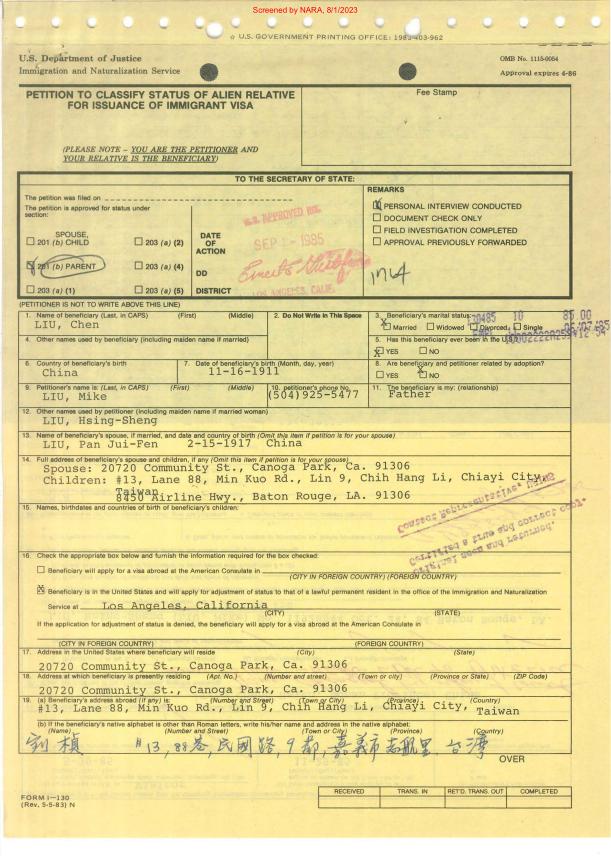 Screened by NARA, 8/1/2023
☆ U.S. GOVERNMENT PRINTING OFFICE: 1983-403-962
U.S. Department of Justice
Immigration and Naturalization Service
OMB No. 1115-0054
Approval expires 4-86
PETITION TO CLASSIFY STATUS OF ALIEN RELATIVE
FOR ISSUANCE OF IMMIGRANT VISA
Fee Stamp
(PLEASE NOTE – YOU ARE THE PETITIONER AND
YOUR RELATIVE IS THE BENEFICIARY)
TO THE SECRETARY OF STATE:
The petition was filed on
The petition is approved for status under
section:
SPOUSE,
☐ 201 (b) CHILD ☐ 203 (a) (2)
☒ 201 (b) PARENT ☐ 203 (a) (4)
☐ 203 (a) (1) ☐ 203 (a) (5)
DATE
OF
ACTION
DD
DISTRICT
SEP 1985
LOS ANGELES, CALIF.
REMARKS
☒ PERSONAL INTERVIEW CONDUCTED
☐ DOCUMENT CHECK ONLY
☐ FIELD INVESTIGATION COMPLETED
☐ APPROVAL PREVIOUSLY FORWARDED
(PETITIONER IS NOT TO WRITE ABOVE THIS LINE)
1. Name of beneficiary (Last, in CAPS) (First) (Middle)
LIU, Chen
2. Do Not Write in This Space
3. Beneficiary's marital status:
☒ Married ☐ Widowed ☐ Divorced ☐ Single
10 85.00
4. Other names used by beneficiary (including maiden name if married)
5. Has this beneficiary ever been in the U.S.?
☒ YES ☐ NO
6. Country of beneficiary's birth
China
7. Date of beneficiary's birth (Month, day, year)
11-16-1911
8. Are beneficiary and petitioner related by adoption?
☐ YES ☒ NO
9. Petitioner's name is: (Last, in CAPS) (First) (Middle)
LIU, Mike
10. petitioner's phone No.
(504)925-5477
11. The beneficiary is my: (relationship)
Father
12. Other names used by petitioner (including maiden name if married woman)
LIU, Hsing-Sheng
13. Name of beneficiary's spouse, if married, and date and country of birth (Omit this item if petition is for your spouse)
LIU, Pan Jui-Fen 2-15-1917 China
14. Full address of beneficiary's spouse and children, if any (Omit this item if petition is for your spouse)
Spouse: 20720 Community St., Canoga Park, Ca. 91306
Children: #13, Lane 88, Min Kuo Rd., Lin 9, Chih Hang Li, Chiayi City,
Taiwan
8450 Airline Hwy., Baton Rouge, LA. 91306
15. Names, birthdates and countries of birth of beneficiary's children:
16. Check the appropriate box below and furnish the information required for the box checked:
☐ Beneficiary will apply for a visa abroad at the American Consulate in
(CITY IN FOREIGN COUNTRY) (FOREIGN COUNTRY)
☒ Beneficiary is in the United States and will apply for adjustment of status to that of a lawful permanent resident in the office of the Immigration and Naturalization
Service at Los Angeles, California
(CITY) (STATE)
If the application for adjustment of status is denied, the beneficiary will apply for a visa abroad at the American Consulate in
(CITY IN FOREIGN COUNTRY) (FOREIGN COUNTRY)
17. Address in the United States where beneficiary will reside (City) (State)
20720 Community St., Canoga Park, Ca. 91306
18. Address at which beneficiary is presently residing (Apt. No.) (Number and street) (Town or city) (Province or State) (ZIP Code)
20720 Community St., Canoga Park, Ca. 91306
19. (a) Beneficiary's address abroad (if any) is: (Number and Street) (Town or City) (Province) (Country)
#13, Lane 88, Min Kuo Rd., Lin 9, Chih Hang Li, Chiayi City, Taiwan
(b) If the beneficiary's native alphabet is other than Roman letters, write his/her name and address in the native alphabet:
(Name) (Number and Street) (Town or City) (Province) (Country)
劉楨 #13, 88巷, 民國路, 9 嘉義市 志航里 台灣
OVER
FORM I–130
(Rev. 5-5-83) N
RECEIVED TRANS. IN RET'D. TRANS. OUT COMPLETED